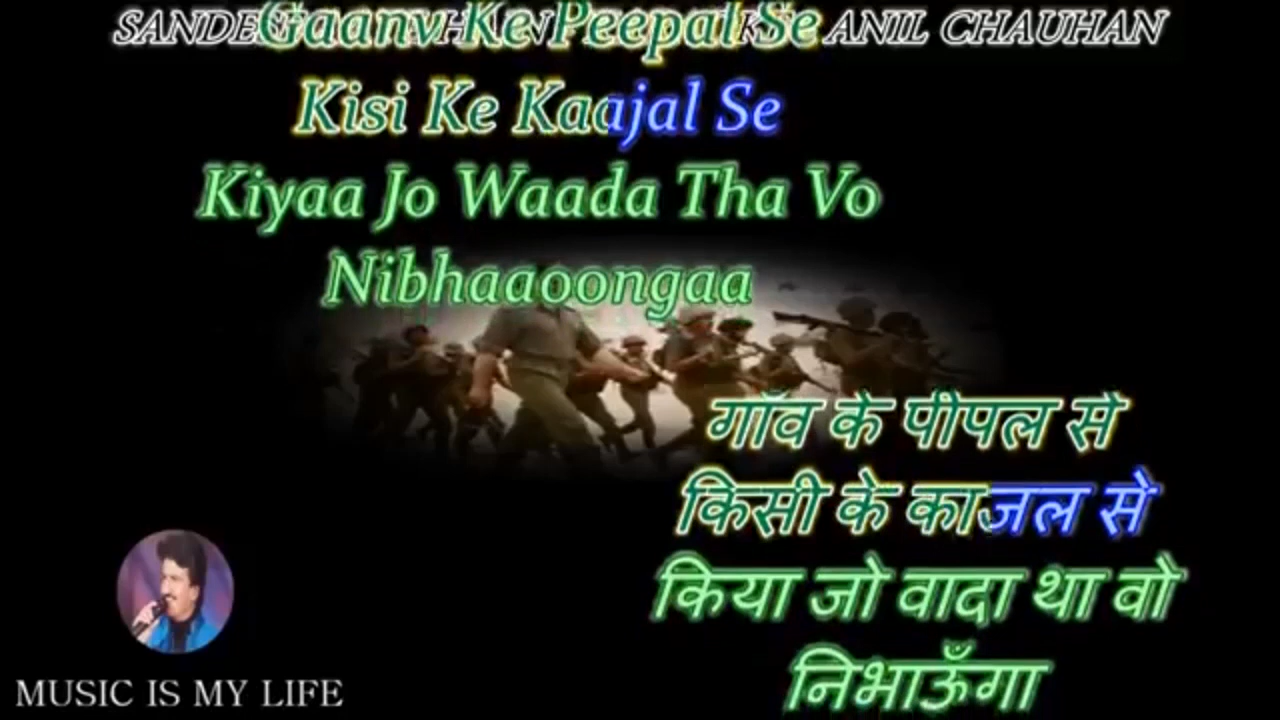 ANIL CHAUHAN
Gaanv Ke Peepal Se
Kisi Ke Kaajal Se
Kiyaa Jo Waada Tha Vo
Nibhaaoongaa
गाँव के पीपल से
किसी के काजल से
किया जो वादा था वो
निभाऊँगा
MUSIC IS MY LIFE